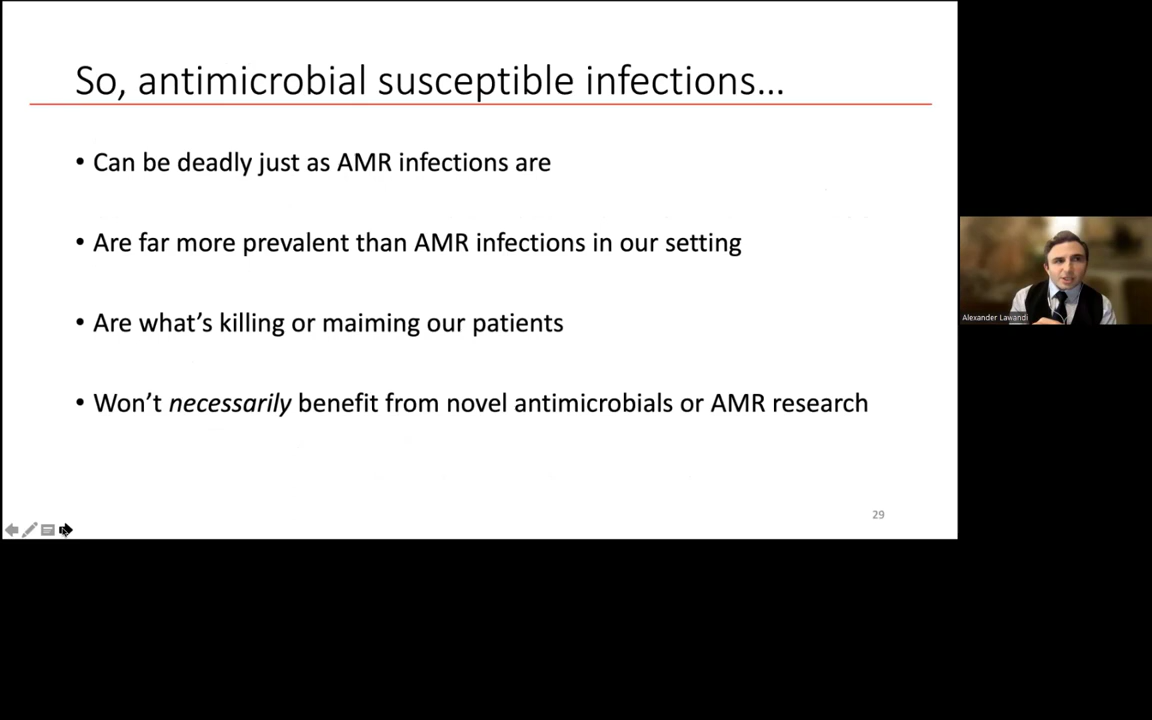 So, antimicrobial susceptible infections…
• Can be deadly just as AMR infections are
• Are far more prevalent than AMR infections in our setting
• Are what’s killing or maiming our patients
• Won’t necessarily benefit from novel antimicrobials or AMR research
29
Alexander Lawandi